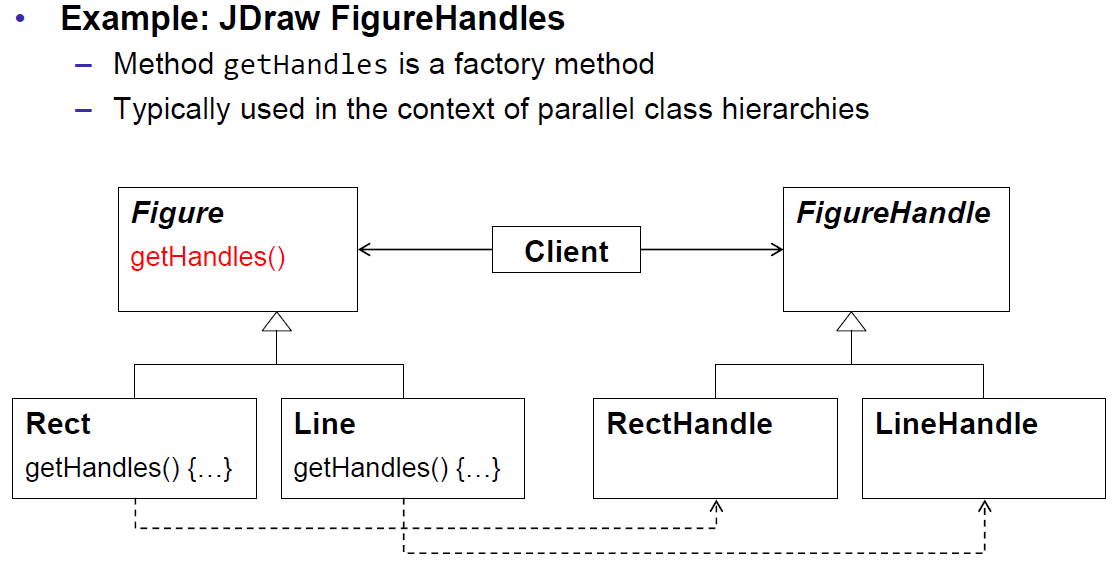 • Example: JDraw FigureHandles
– Method getHandles is a factory method
– Typically used in the context of parallel class hierarchies
Figure
getHandles()
Client
FigureHandle
Rect
getHandles() {…}
Line
getHandles() {…}
RectHandle
LineHandle